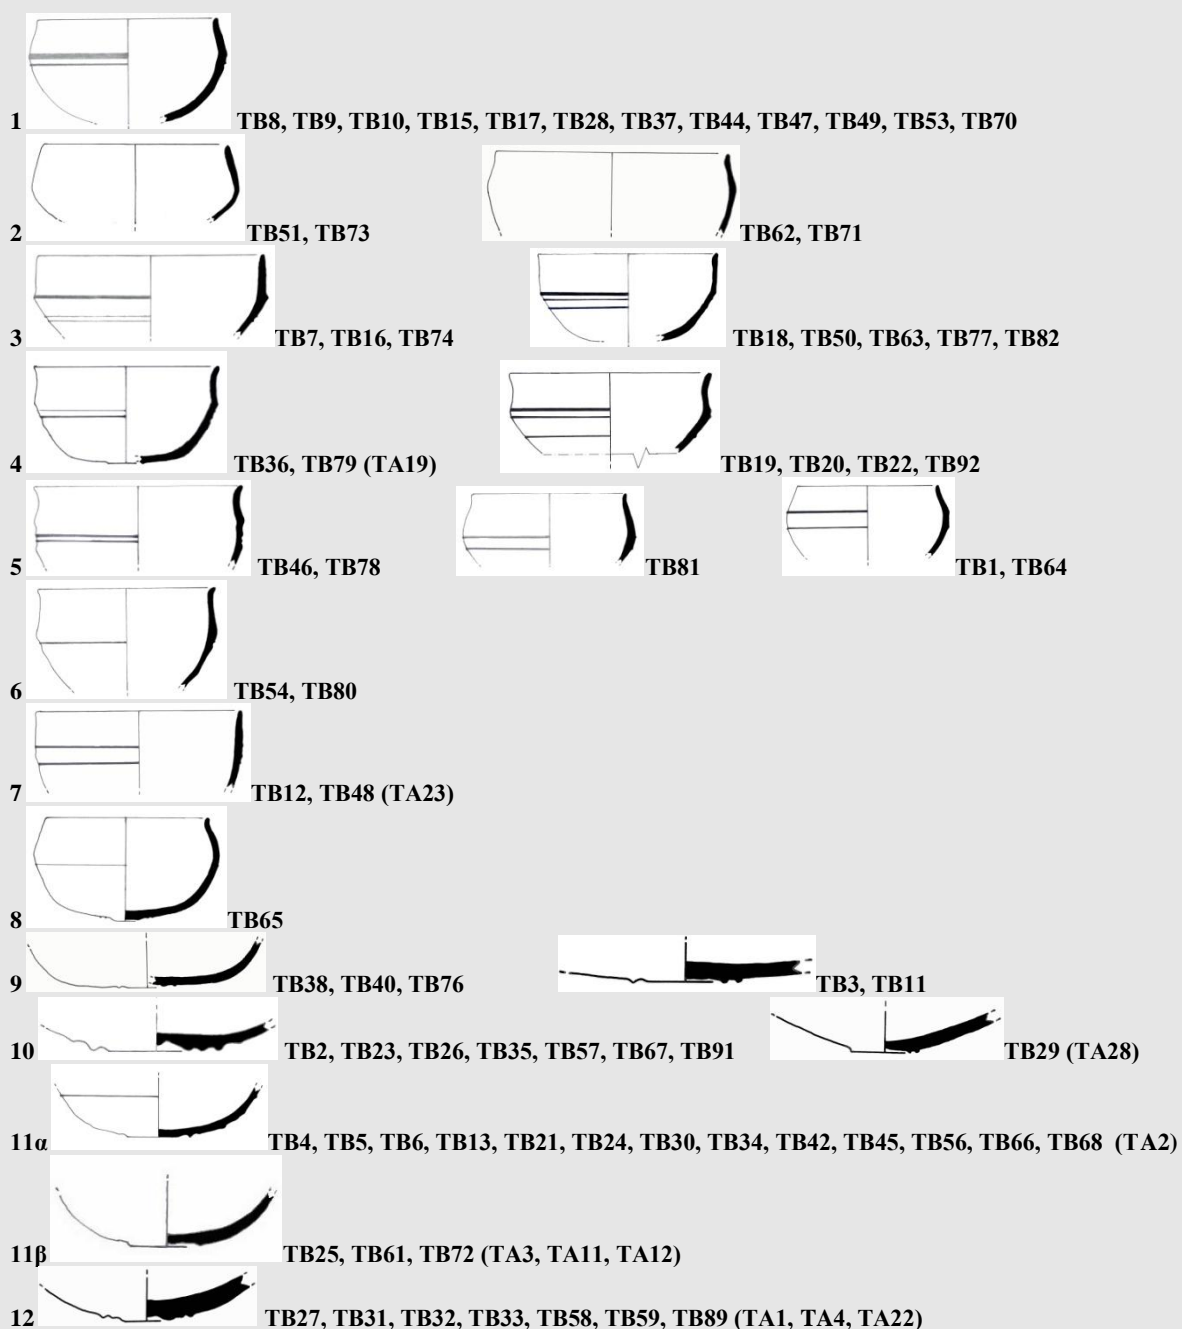 1 TB8, TB9, TB10, TB15, TB17, TB28, TB37, TB44, TB47, TB49, TB53, TB70
2 TB51, TB73 TB62, TB71
3 TB7, TB16, TB74 TB18, TB50, TB63, TB77, TB82
4 TB36, TB79 (TA19) TB19, TB20, TB22, TB92
5 TB46, TB78 TB81 TB1, TB64
6 TB54, TB80
7 TB12, TB48 (TA23)
8 TB65
9 TB38, TB40, TB76 TB3, TB11
10 TB2, TB23, TB26, TB35, TB57, TB67, TB91 TB29 (TA28)
11α TB4, TB5, TB6, TB13, TB21, TB24, TB30, TB34, TB42, TB45, TB56, TB66, TB68 (TA2)
11β TB25, TB61, TB72 (TA3, TA11, TA12)
12 TB27, TB31, TB32, TB33, TB58, TB59, TB89 (TA1, TA4, TA22)